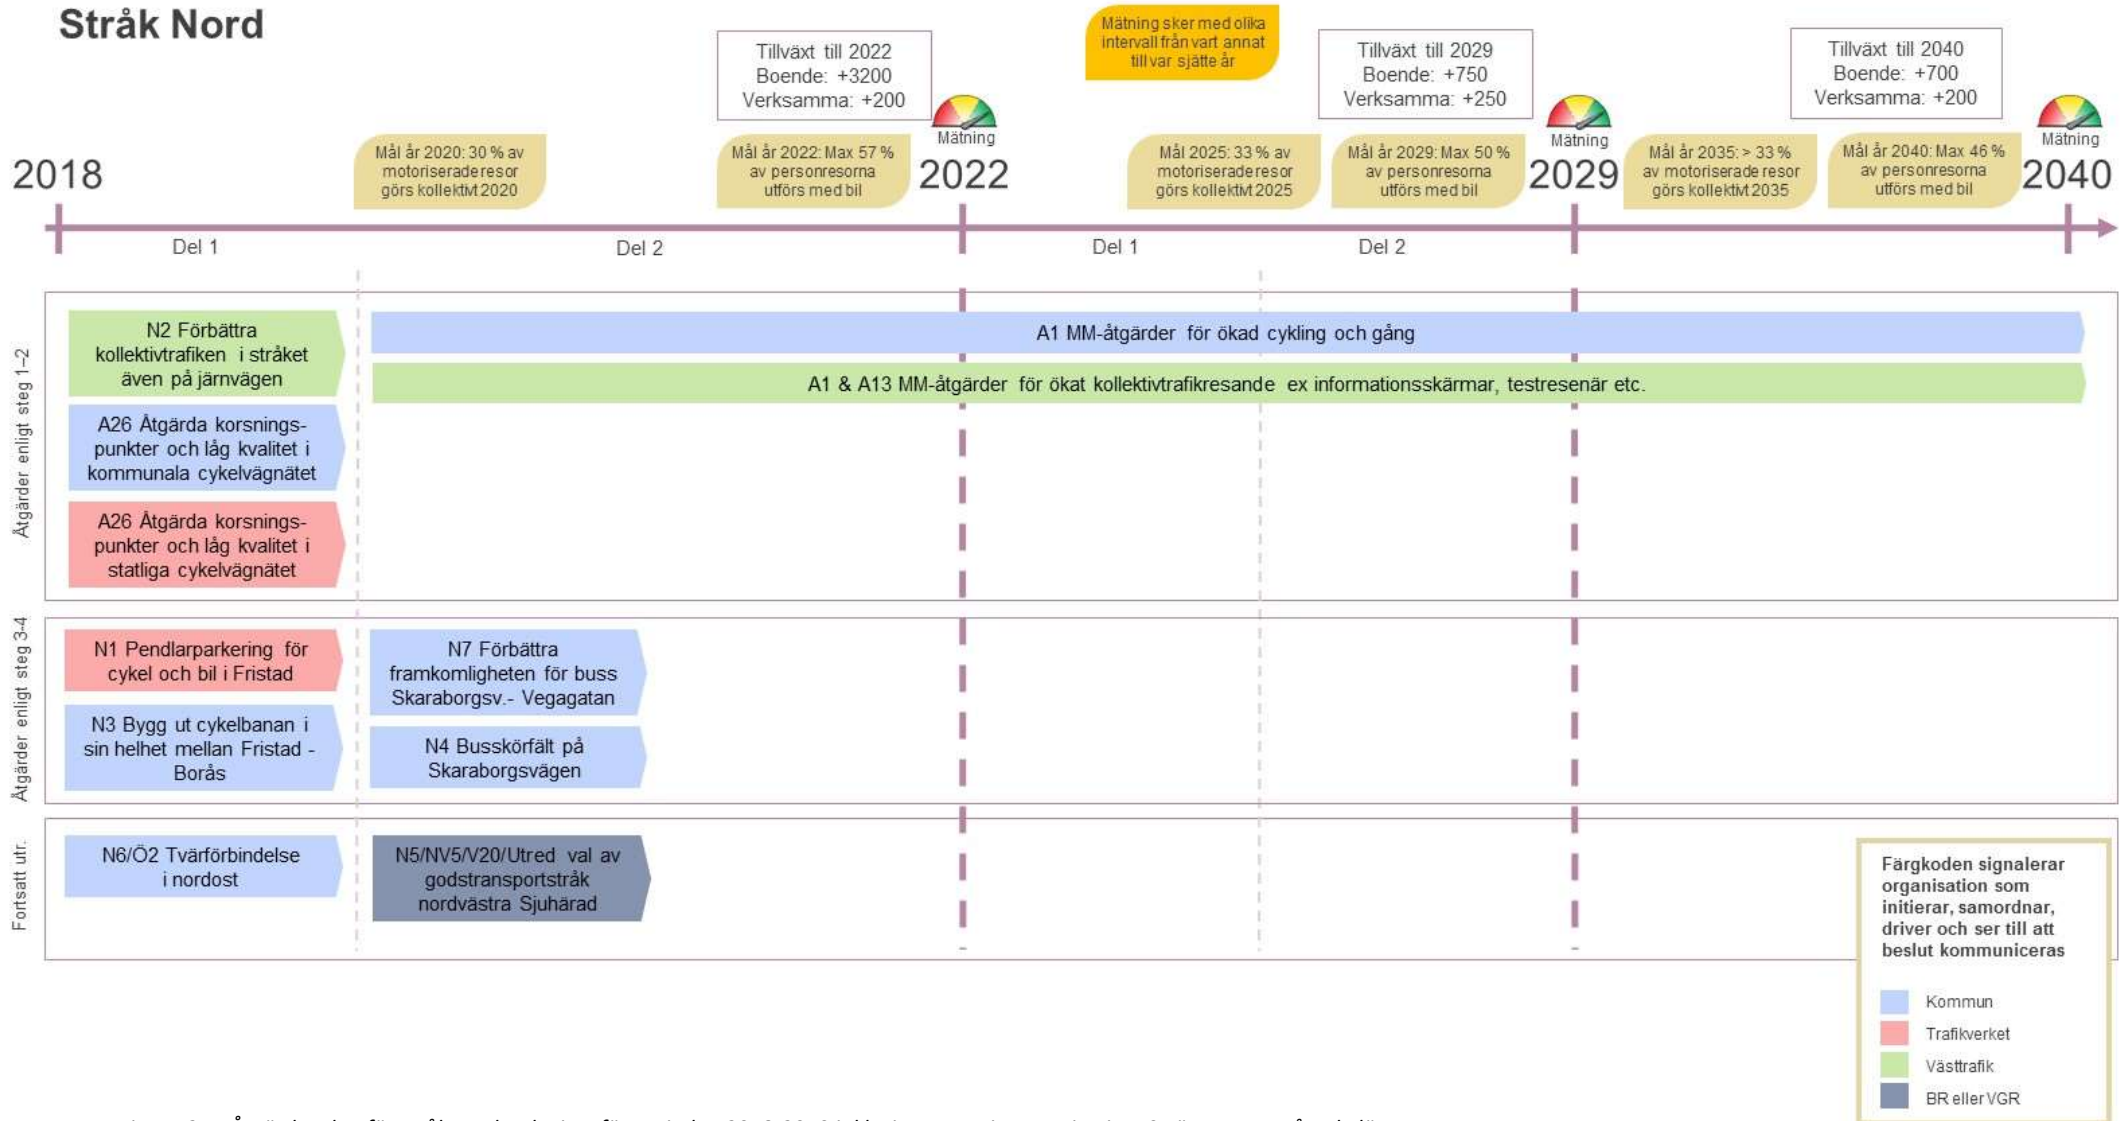 Stråk Nord
Mätning sker med olika
intervall från vart annat
till var sjätte år
Tillväxt till 2022
Boende: +3200
Verksamma: +200
Tillväxt till 2029
Boende: +750
Verksamma: +250
Tillväxt till 2040
Boende: +700
Verksamma: +200
Mätning
Mätning
Mätning
2018
Mål år 2020: 30 % av
motoriserade resor
görs kollektivt 2020
Mål år 2022: Max 57 %
av personresorna
utförs med bil
2022
Mål 2025: 33 % av
motoriserade resor
görs kollektivt 2025
Mål år 2029: Max 50 %
av personresorna
utförs med bil
2029
Mål år 2035: > 33 %
av motoriserade resor
görs kollektivt 2035
Mål år 2040: Max 46 %
av personresorna
utförs med bil
2040
Del 1
Del 2
Del 1
Del 2
Åtgärder enligt steg 1–2
N2 Förbättra
kollektivtrafiken i stråket
även på järnvägen
A26 Åtgärda korsnings-
punkter och låg kvalitet i
kommunala cykelvägnätet
A26 Åtgärda korsnings-
punkter och låg kvalitet i
statliga cykelvägnätet
A1 MM-åtgärder för ökad cykling och gång
A1 & A13 MM-åtgärder för ökat kollektivtrafikresande ex informationsskärmar, testresenär etc.
Åtgärder enligt steg 3-4
N1 Pendlarparkering för
cykel och bil i Fristad
N3 Bygg ut cykelbanan i
sin helhet mellan Fristad -
Borås
N7 Förbättra
framkomligheten för buss
Skaraborgsv.- Vegagatan
N4 Busskörfält på
Skaraborgsvägen
Fortsatt utr.
N6/Ö2 Tvärförbindelse
i nordost
N5/NV5/V20/Utred val av
godstransportstråk
nordvästra Sjuhärad
Färgkoden signalerar
organisation som
initierar, samordnar,
driver och ser till att
beslut kommuniceras
Kommun
Trafikverket
Västtrafik
BR eller VGR